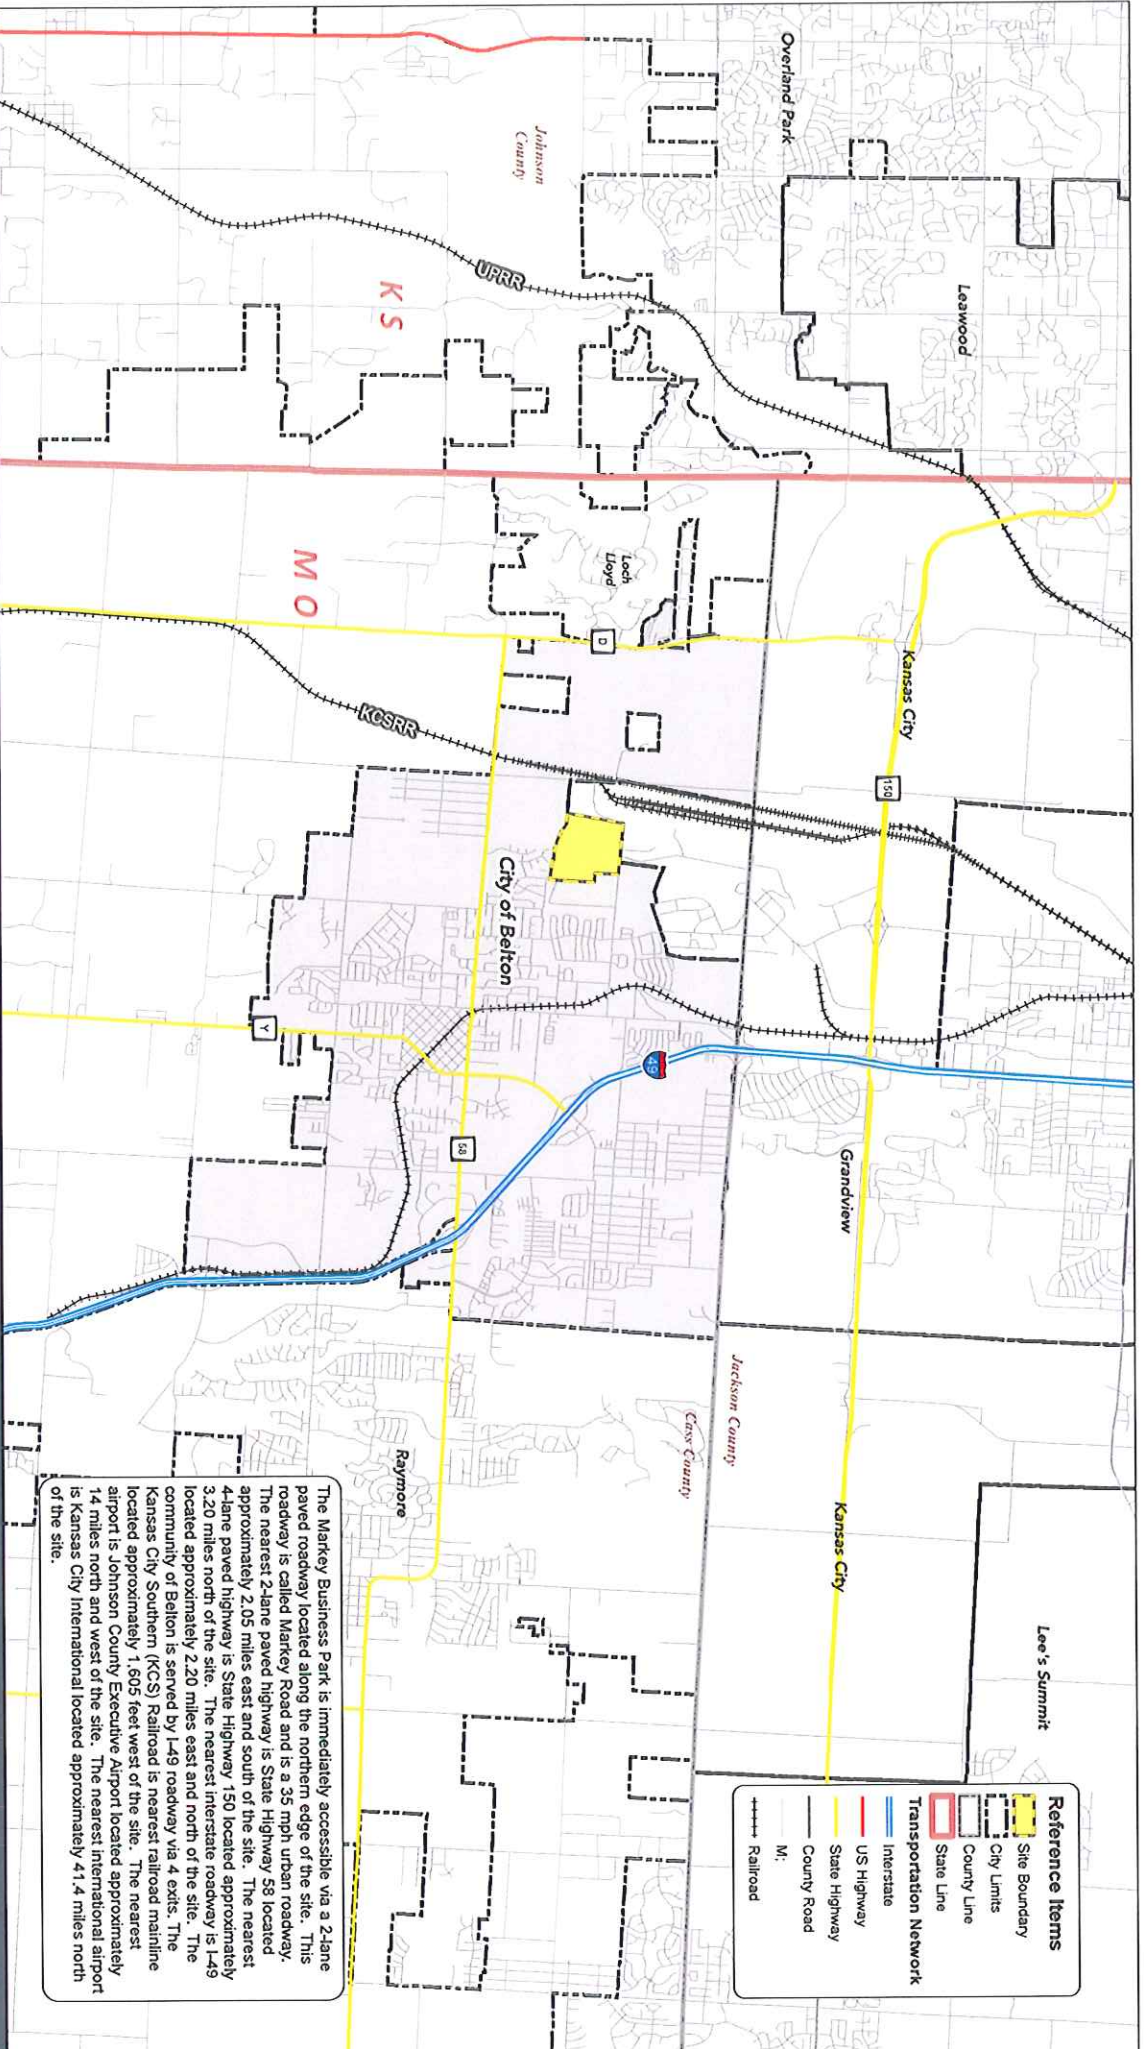 Overland Park
Leawood
Johnson
County
UPRR
K S
M O
Loch
Lloyd
D
Kansas City
150
KCSRR
City of Belton
Y
49
58
Grandview
Jackson County
Cass County
Raymore
Kansas City
Lee's Summit
Reference Items
Site Boundary
City Limits
County Line
State Line
Transportation Network
Interstate
US Highway
State Highway
County Road
M:
Railroad
The Markey Business Park is immediately accessible via a 2-lane
paved roadway located along the northern edge of the site. This
roadway is called Markey Road and is a 35 mph urban roadway.
The nearest 2-lane paved highway is State Highway 58 located
approximately 2.05 miles east and south of the site. The nearest
4-lane paved highway is State Highway 150 located approximately
3.20 miles north of the site. The nearest interstate roadway is I-49
located approximately 2.20 miles east and north of the site. The
community of Belton is served by I-49 roadway via 4 exits. The
Kansas City Southern (KCS) Railroad is nearest railroad mainline
located approximately 1,605 feet west of the site. The nearest
airport is Johnson County Executive Airport located approximately
14 miles north and west of the site. The nearest international airport
is Kansas City International located approximately 41.4 miles north
of the site.